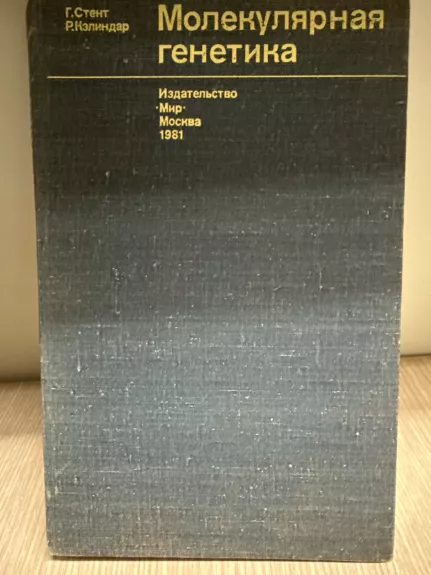 Г.Стент
Р.Кэлиндар
Молекулярная
генетика
Издательство
·Мир·
Москва
1981